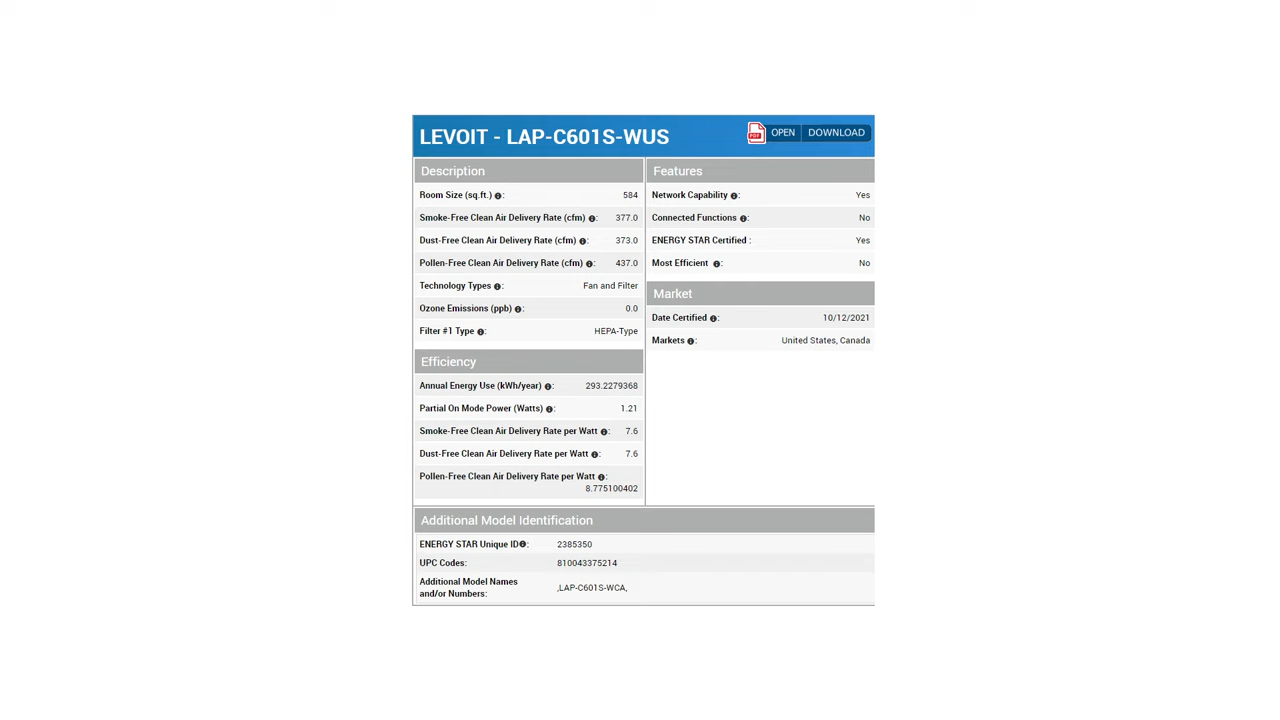 LEVOIT - LAP-C601S-WUS
PDF
OPEN
DOWNLOAD
Description
Room Size (sq.ft.) : 584
Smoke-Free Clean Air Delivery Rate (cfm) : 377.0
Dust-Free Clean Air Delivery Rate (cfm) : 373.0
Pollen-Free Clean Air Delivery Rate (cfm) : 437.0
Technology Types : Fan and Filter
Ozone Emissions (ppb) : 0.0
Filter #1 Type : HEPA-Type
Efficiency
Annual Energy Use (kWh/year) : 293.2279368
Partial On Mode Power (Watts) : 1.21
Smoke-Free Clean Air Delivery Rate per Watt : 7.6
Dust-Free Clean Air Delivery Rate per Watt : 7.6
Pollen-Free Clean Air Delivery Rate per Watt :
8.775100402
Features
Network Capability : Yes
Connected Functions : No
ENERGY STAR Certified : Yes
Most Efficient : No
Market
Date Certified : 10/12/2021
Markets : United States, Canada
Additional Model Identification
ENERGY STAR Unique ID : 2385350
UPC Codes: 810043375214
Additional Model Names
and/or Numbers: ,LAP-C601S-WCA,